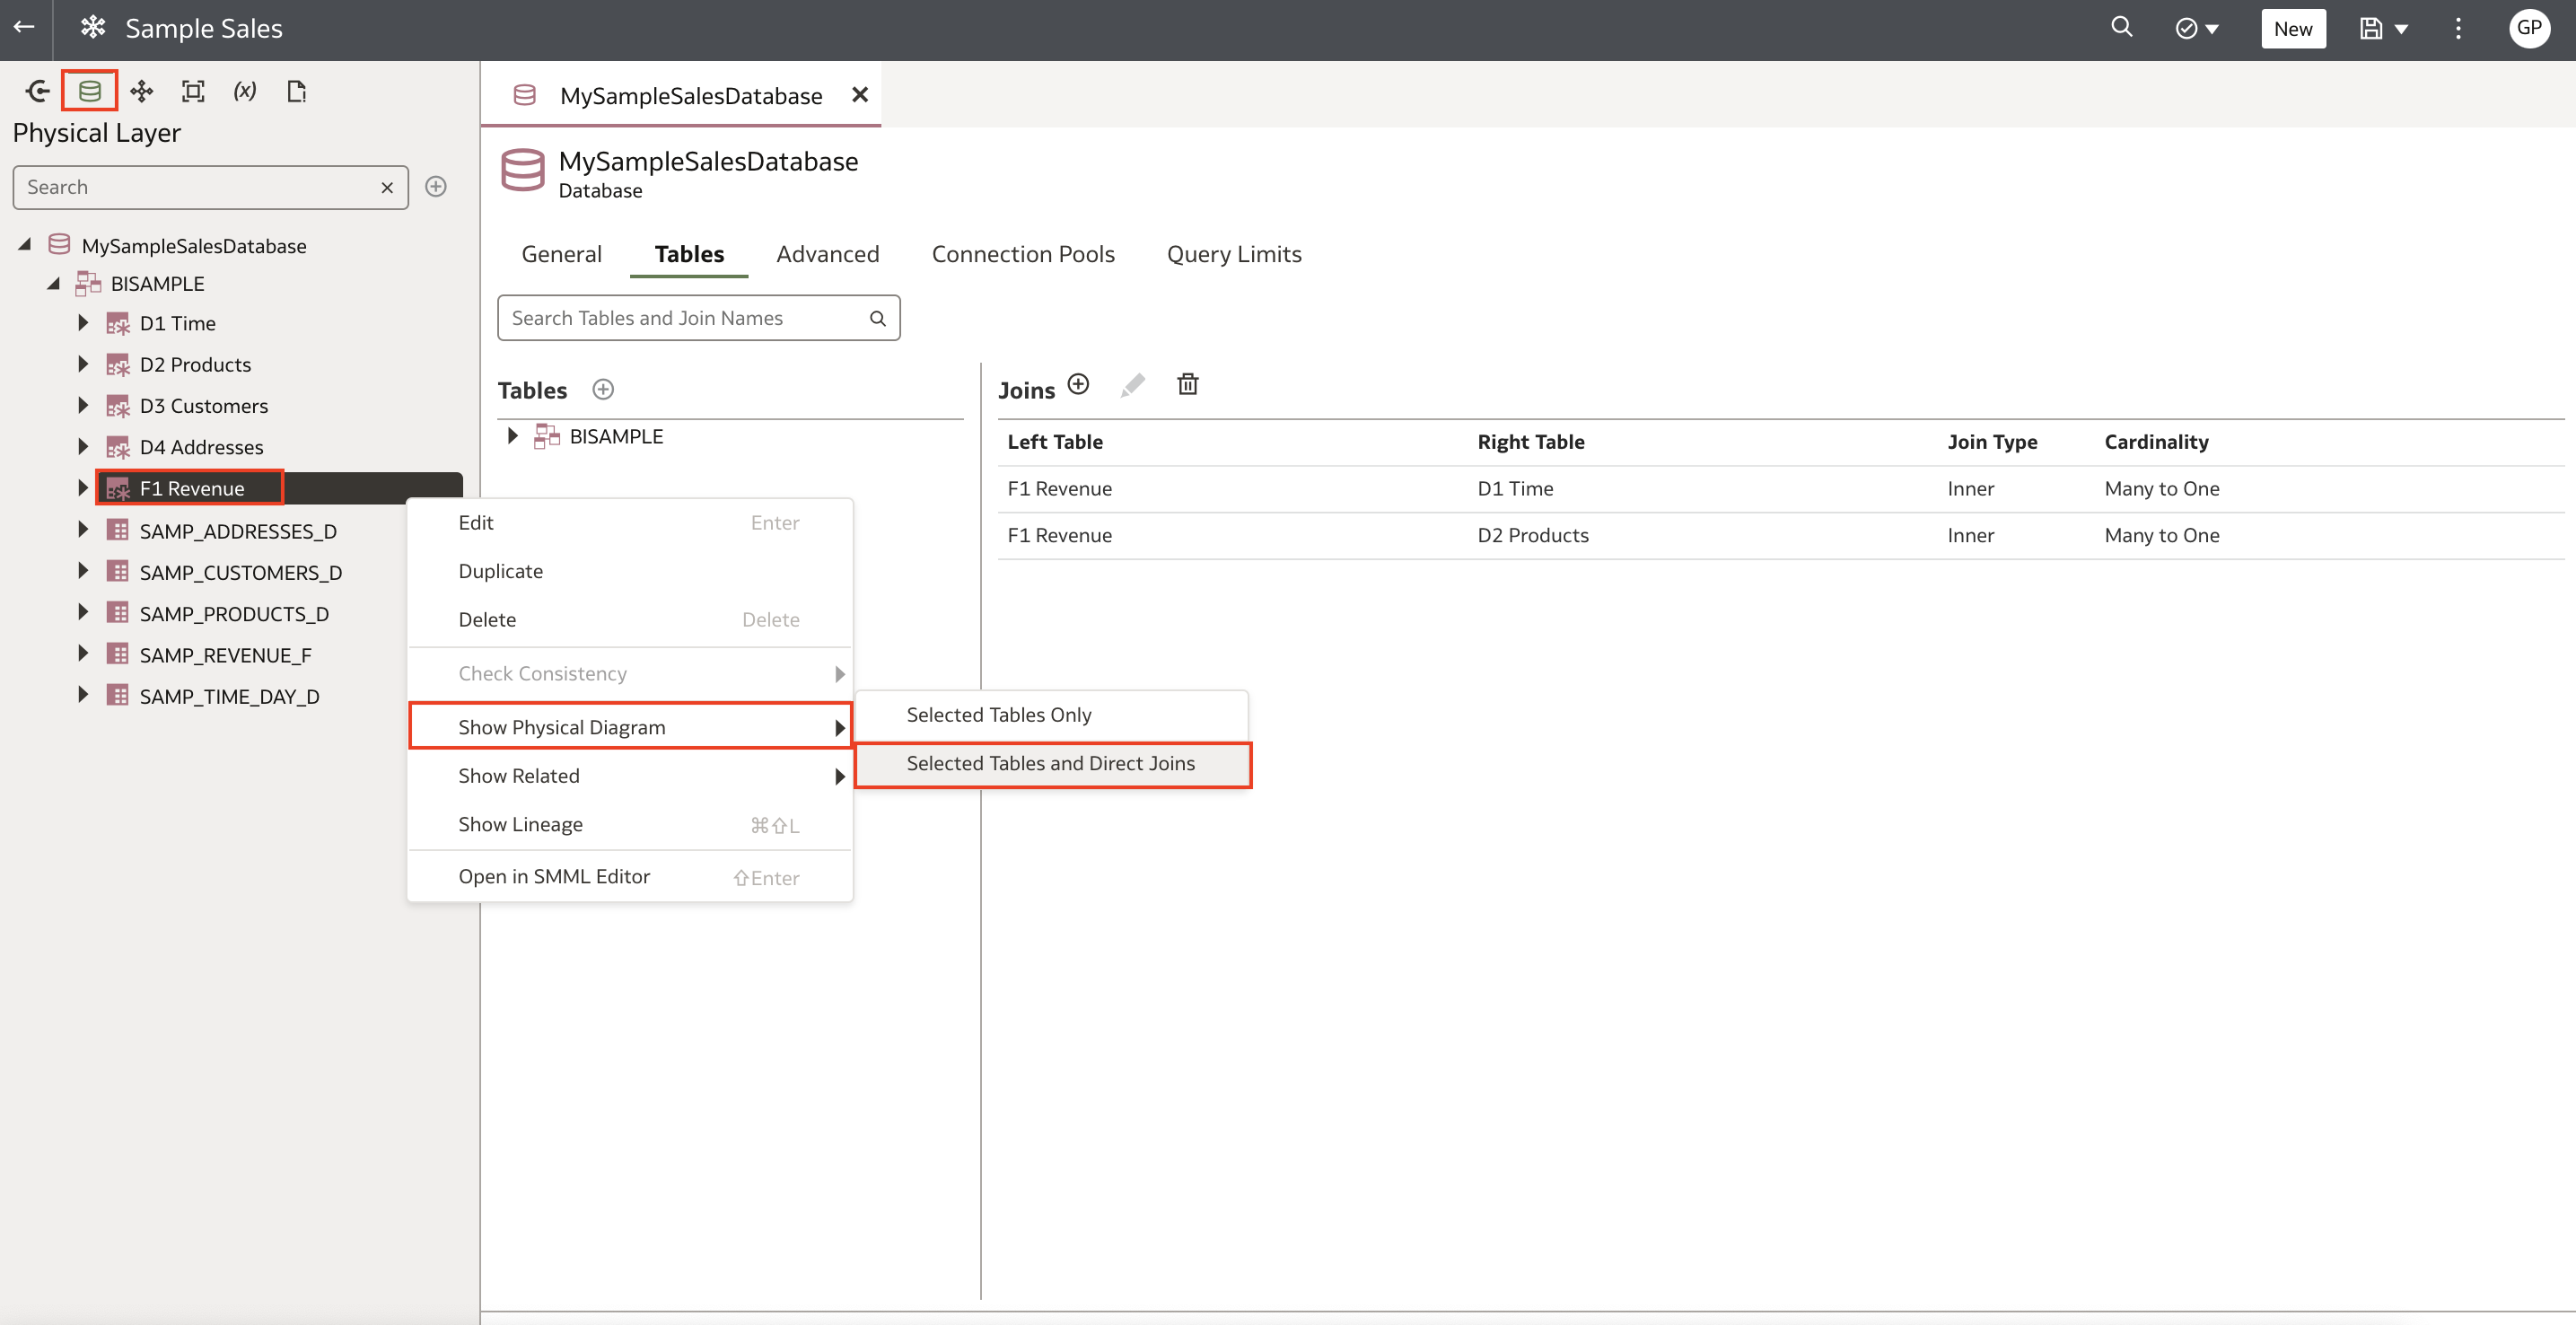 Sample Sales
New
GP
(x)
Physical Layer
Search
MySampleSalesDatabase
BISAMPLE
D1 Time
D2 Products
D3 Customers
D4 Addresses
F1 Revenue
SAMP_ADDRESSES_D
SAMP_CUSTOMERS_D
SAMP_PRODUCTS_D
SAMP_REVENUE_F
SAMP_TIME_DAY_D
Edit Enter
Duplicate
Delete Delete
Check Consistency
Show Physical Diagram
Show Related
Show Lineage ⌘⇧L
Open in SMML Editor ⇧Enter
Selected Tables Only
Selected Tables and Direct Joins
MySampleSalesDatabase
MySampleSalesDatabase
Database
General Tables Advanced Connection Pools Query Limits
Search Tables and Join Names
Tables
BISAMPLE
Joins
Left Table Right Table Join Type Cardinality
F1 Revenue D1 Time Inner Many to One
F1 Revenue D2 Products Inner Many to One